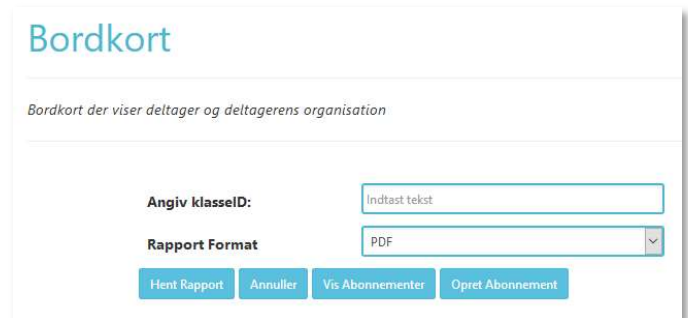 Bordkort
Bordkort der viser deltager og deltagerens organisation
Angiv klasseID: Indtast tekst
Rapport Format PDF
Hent Rapport Annuller Vis Abonnementer Opret Abonnement